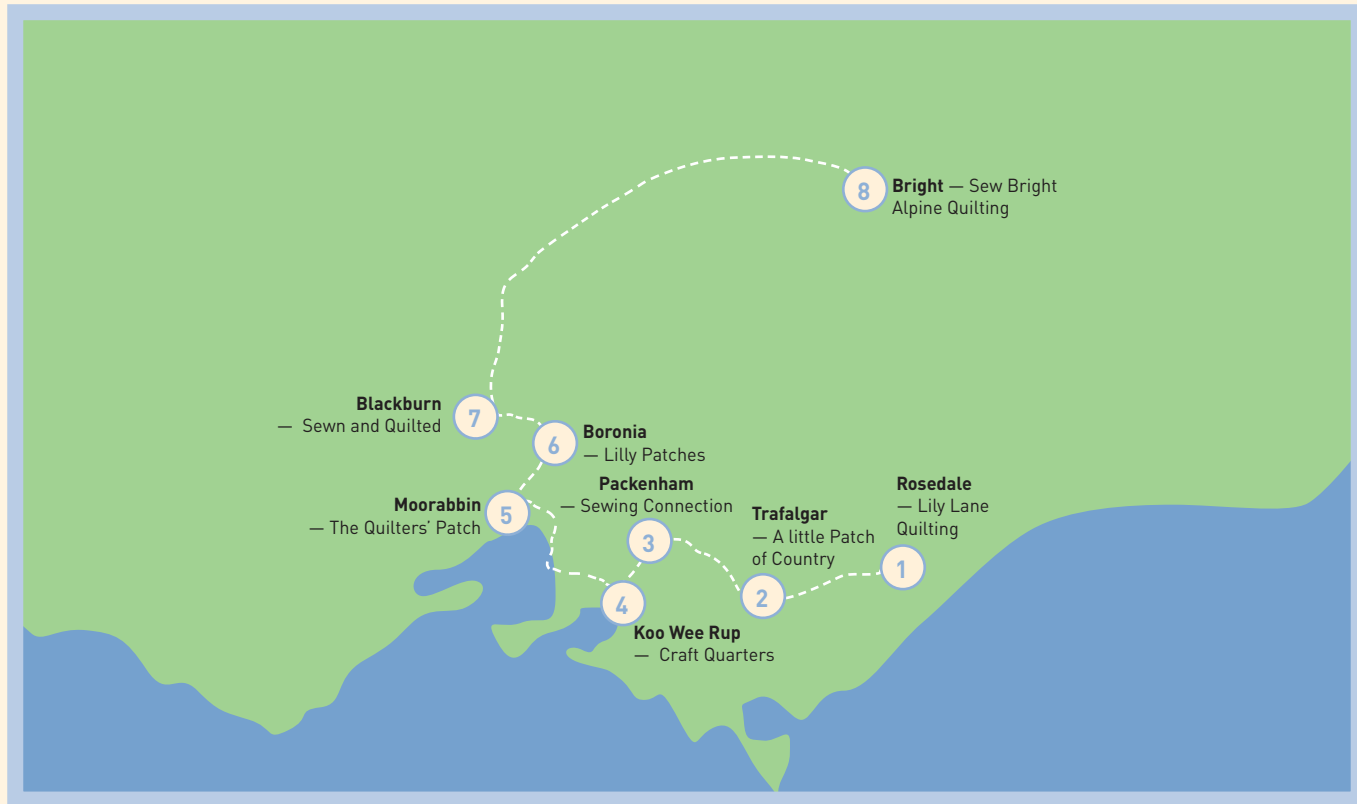 8
Bright — Sew Bright
Alpine Quilting
Blackburn
— Sewn and Quilted
7
6
Boronia
— Lilly Patches
Moorabbin
— The Quilters’ Patch
5
Packenham
— Sewing Connection
3
Trafalgar
— A little Patch
of Country
2
Rosedale
— Lily Lane
Quilting
1
4
Koo Wee Rup
— Craft Quarters